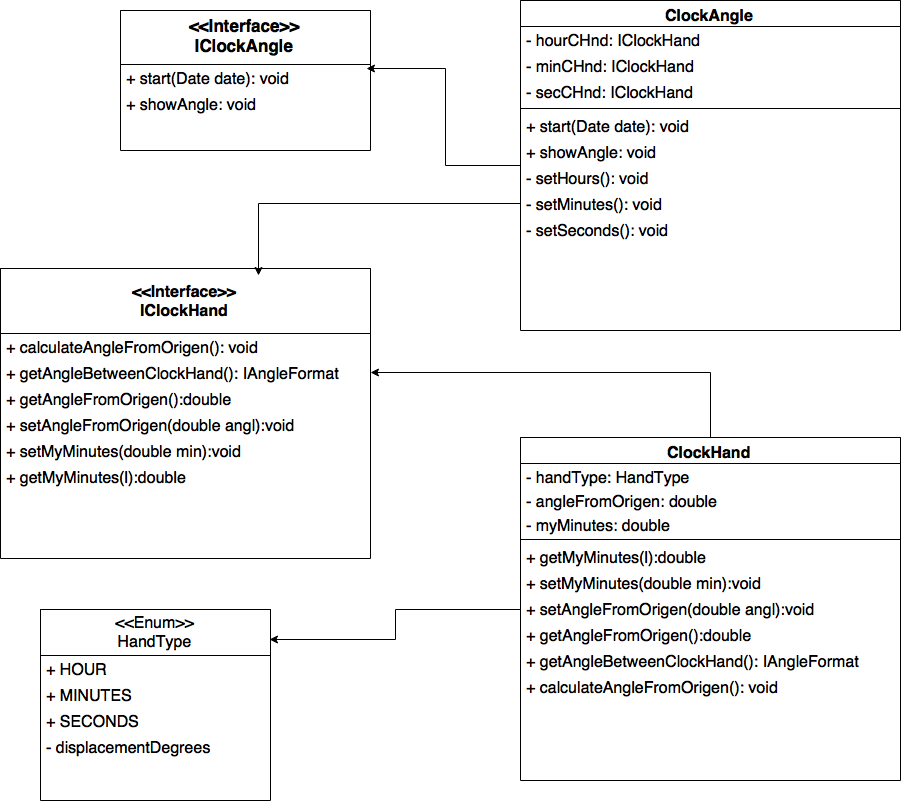 <<Interface>>
IClockAngle
+ start(Date date): void
+ showAngle: void
ClockAngle
- hourCHnd: IClockHand
- minCHnd: IClockHand
- secCHnd: IClockHand
+ start(Date date): void
+ showAngle: void
- setHours(): void
- setMinutes(): void
- setSeconds(): void
<<Interface>>
IClockHand
+ calculateAngleFromOrigen(): void
+ getAngleBetweenClockHand(): IAngleFormat
+ getAngleFromOrigen():double
+ setAngleFromOrigen(double angl):void
+ setMyMinutes(double min):void
+ getMyMinutes(l):double
ClockHand
- handType: HandType
- angleFromOrigen: double
- myMinutes: double
+ getMyMinutes(l):double
+ setMyMinutes(double min):void
+ setAngleFromOrigen(double angl):void
+ getAngleFromOrigen():double
+ getAngleBetweenClockHand(): IAngleFormat
+ calculateAngleFromOrigen(): void
<<Enum>>
HandType
+ HOUR
+ MINUTES
+ SECONDS
- displacementDegrees